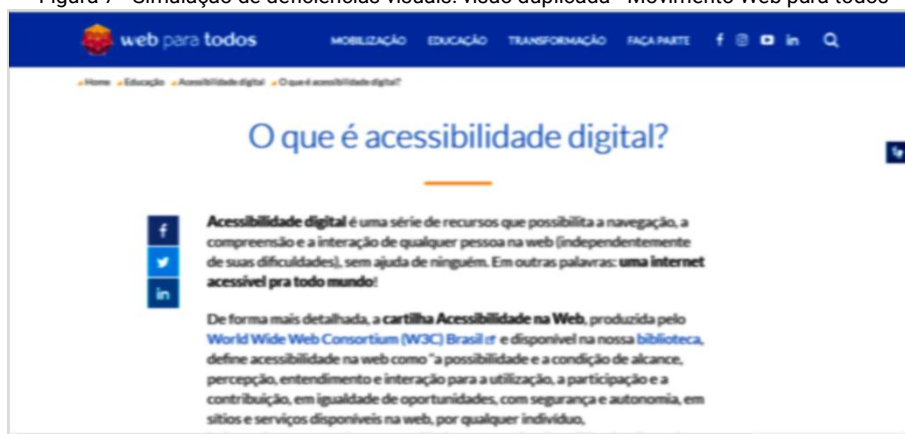 Figura 7 - Simulação de deficiências visuais: visão duplicada - Movimento Web para todos
web para todos MOBILIZAÇÃO EDUCAÇÃO TRANSFORMAÇÃO FAÇA PARTE
Home Educação Acessibilidade digital O que é acessibilidade digital?
O que é acessibilidade digital?
Acessibilidade digital é uma série de recursos que possibilita a navegação, a
compreensão e a interação de qualquer pessoa na web (independentemente
de suas dificuldades), sem ajuda de ninguém. Em outras palavras: uma internet
acessível pra todo mundo!
De forma mais detalhada, a cartilha Acessibilidade na Web, produzida pelo
World Wide Web Consortium (W3C) Brasil e disponível na nossa biblioteca,
define acessibilidade na web como "a possibilidade e a condição de alcance,
percepção, entendimento e interação para a utilização, a participação e a
contribuição, em igualdade de oportunidades, com segurança e autonomia, em
sítios e serviços disponíveis na web, por qualquer indivíduo,